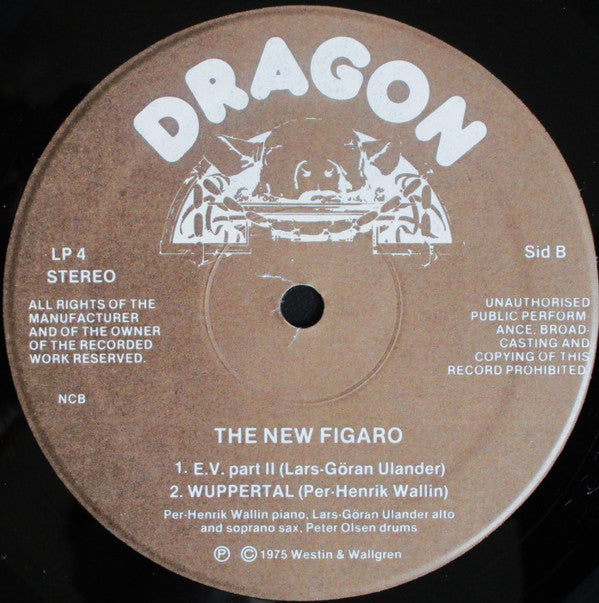 DRAGON
LP 4
STEREO
Sid B
ALL RIGHTS OF THE
MANUFACTURER
AND OF THE OWNER
OF THE RECORDED
WORK RESERVED.
UNAUTHORISED
PUBLIC PERFORM
ANCE, BROAD-
CASTING AND
COPYING OF THIS
RECORD PROHIBITED
NCB
THE NEW FIGARO
1. E.V. part II (Lars-Göran Ulander)
2. WUPPERTAL (Per-Henrik Wallin)
Per-Henrik Wallin piano, Lars-Göran Ulander alto
and soprano sax, Peter Olsen drums
Ⓟ © 1975 Westin & Wallgren